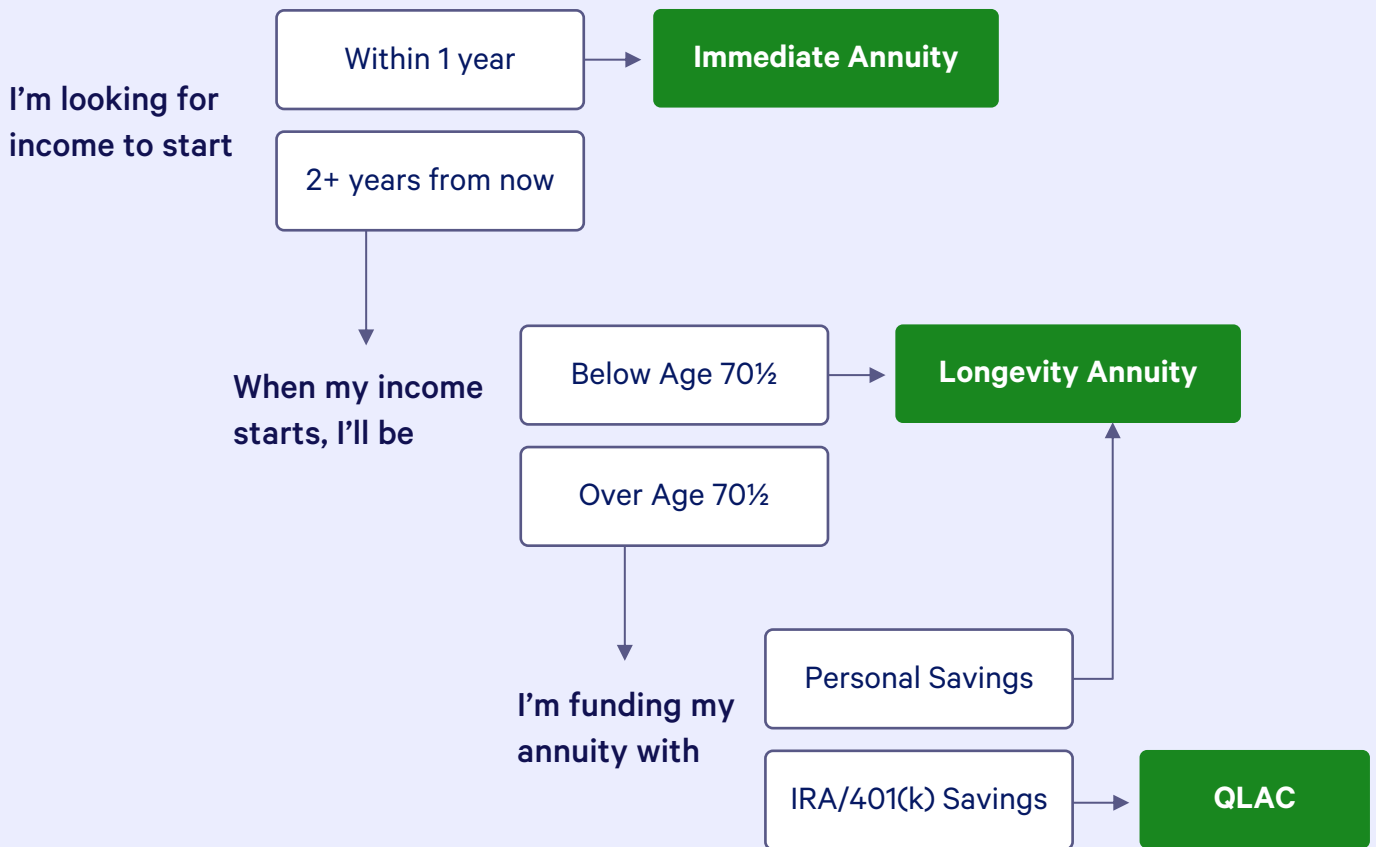 I’m looking for
income to start
Within 1 year
Immediate Annuity
2+ years from now
When my income
starts, I’ll be
Below Age 70½
Longevity Annuity
Over Age 70½
I’m funding my
annuity with
Personal Savings
IRA/401(k) Savings
QLAC